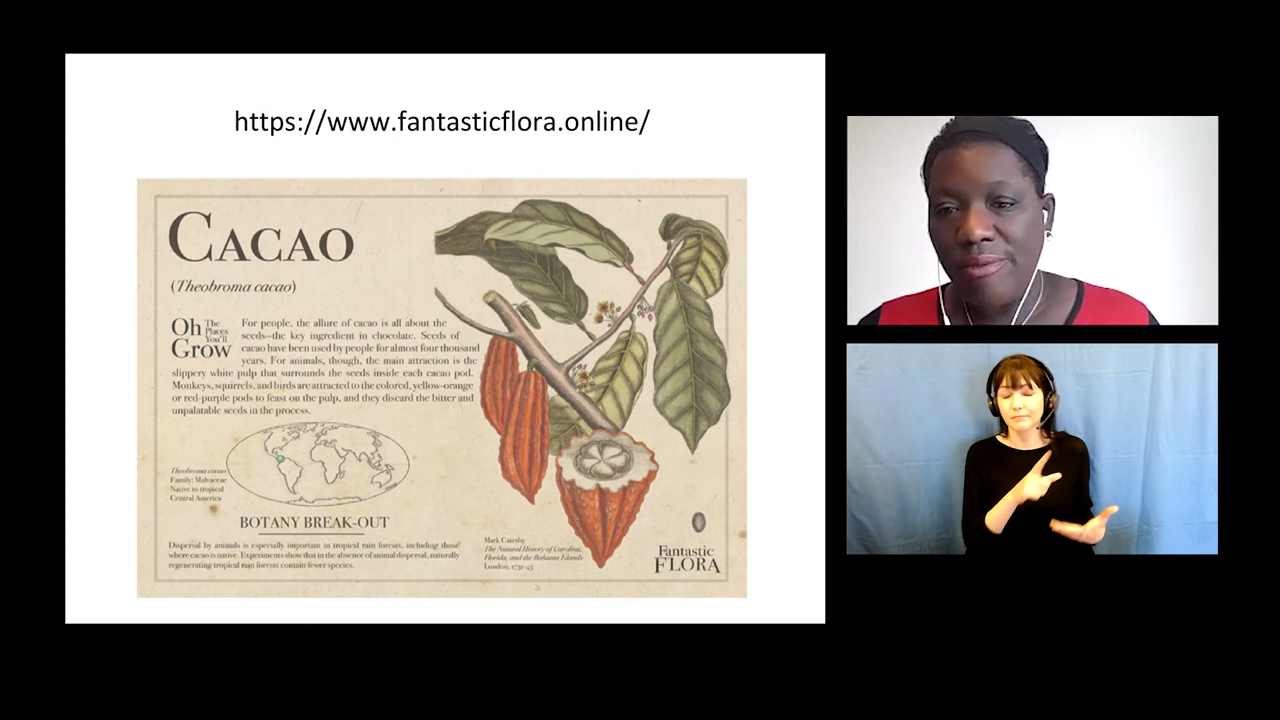 https://www.fantasticflora.online/
CACAO
(Theobroma cacao)
Oh The Places You'll Grow
For people, the allure of cacao is all about the
seeds—the key ingredient in chocolate. Seeds of
cacao have been used by people for almost four thousand
years. For animals, though, the main attraction is the
slippery white pulp that surrounds the seeds inside each cacao pod.
Monkeys, squirrels, and birds are attracted to the colored, yellow-orange
or red-purple pods to feast on the pulp, and they discard the bitter and
unpalatable seeds in the process.
Theobroma cacao
Family: Malvaceae
Native to tropical
Central America
BOTANY BREAK-OUT
Dispersal by animals is especially important in tropical rain forests, including those
where cacao is native. Experiments show that in the absence of animal dispersal, naturally
regenerating tropical rain forests contain fewer species.
Mark Catesby
The Natural History of Carolina,
Florida, and the Bahama Islands
London, 1731-43
Fantastic
FLORA